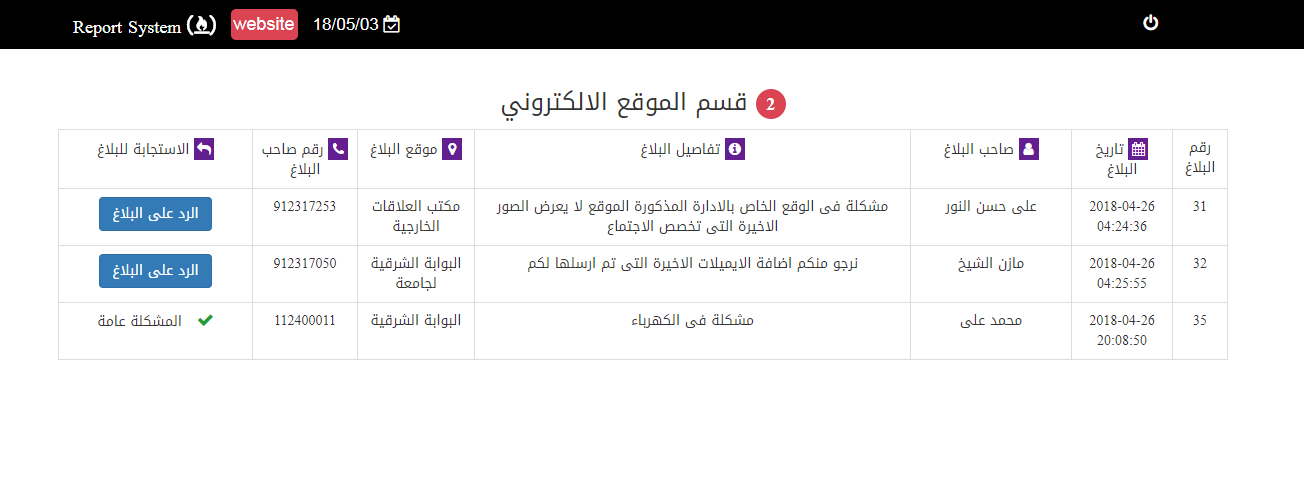 Report System website 18/05/03
2 قسم الموقع الالكتروني
رقم البلاغ
تاريخ البلاغ
صاحب البلاغ
تفاصيل البلاغ
موقع البلاغ
رقم صاحب البلاغ
الاستجابة للبلاغ
31
2018-04-26
04:24:36
على حسن النور
مشكلة فى الوقع الخاص بالادارة المذكورة الموقع لا يعرض الصور
الاخيرة التى تخصص الاجتماع
مكتب العلاقات
الخارجية
912317253
الرد على البلاغ
32
2018-04-26
04:25:55
مازن الشيخ
نرجو منكم اضافة الايميلات الاخيرة التى تم ارسلها لكم
البوابة الشرقية
لجامعة
912317050
الرد على البلاغ
35
2018-04-26
20:08:50
محمد على
مشكلة فى الكهرباء
البوابة الشرقية
112400011
المشكلة عامة